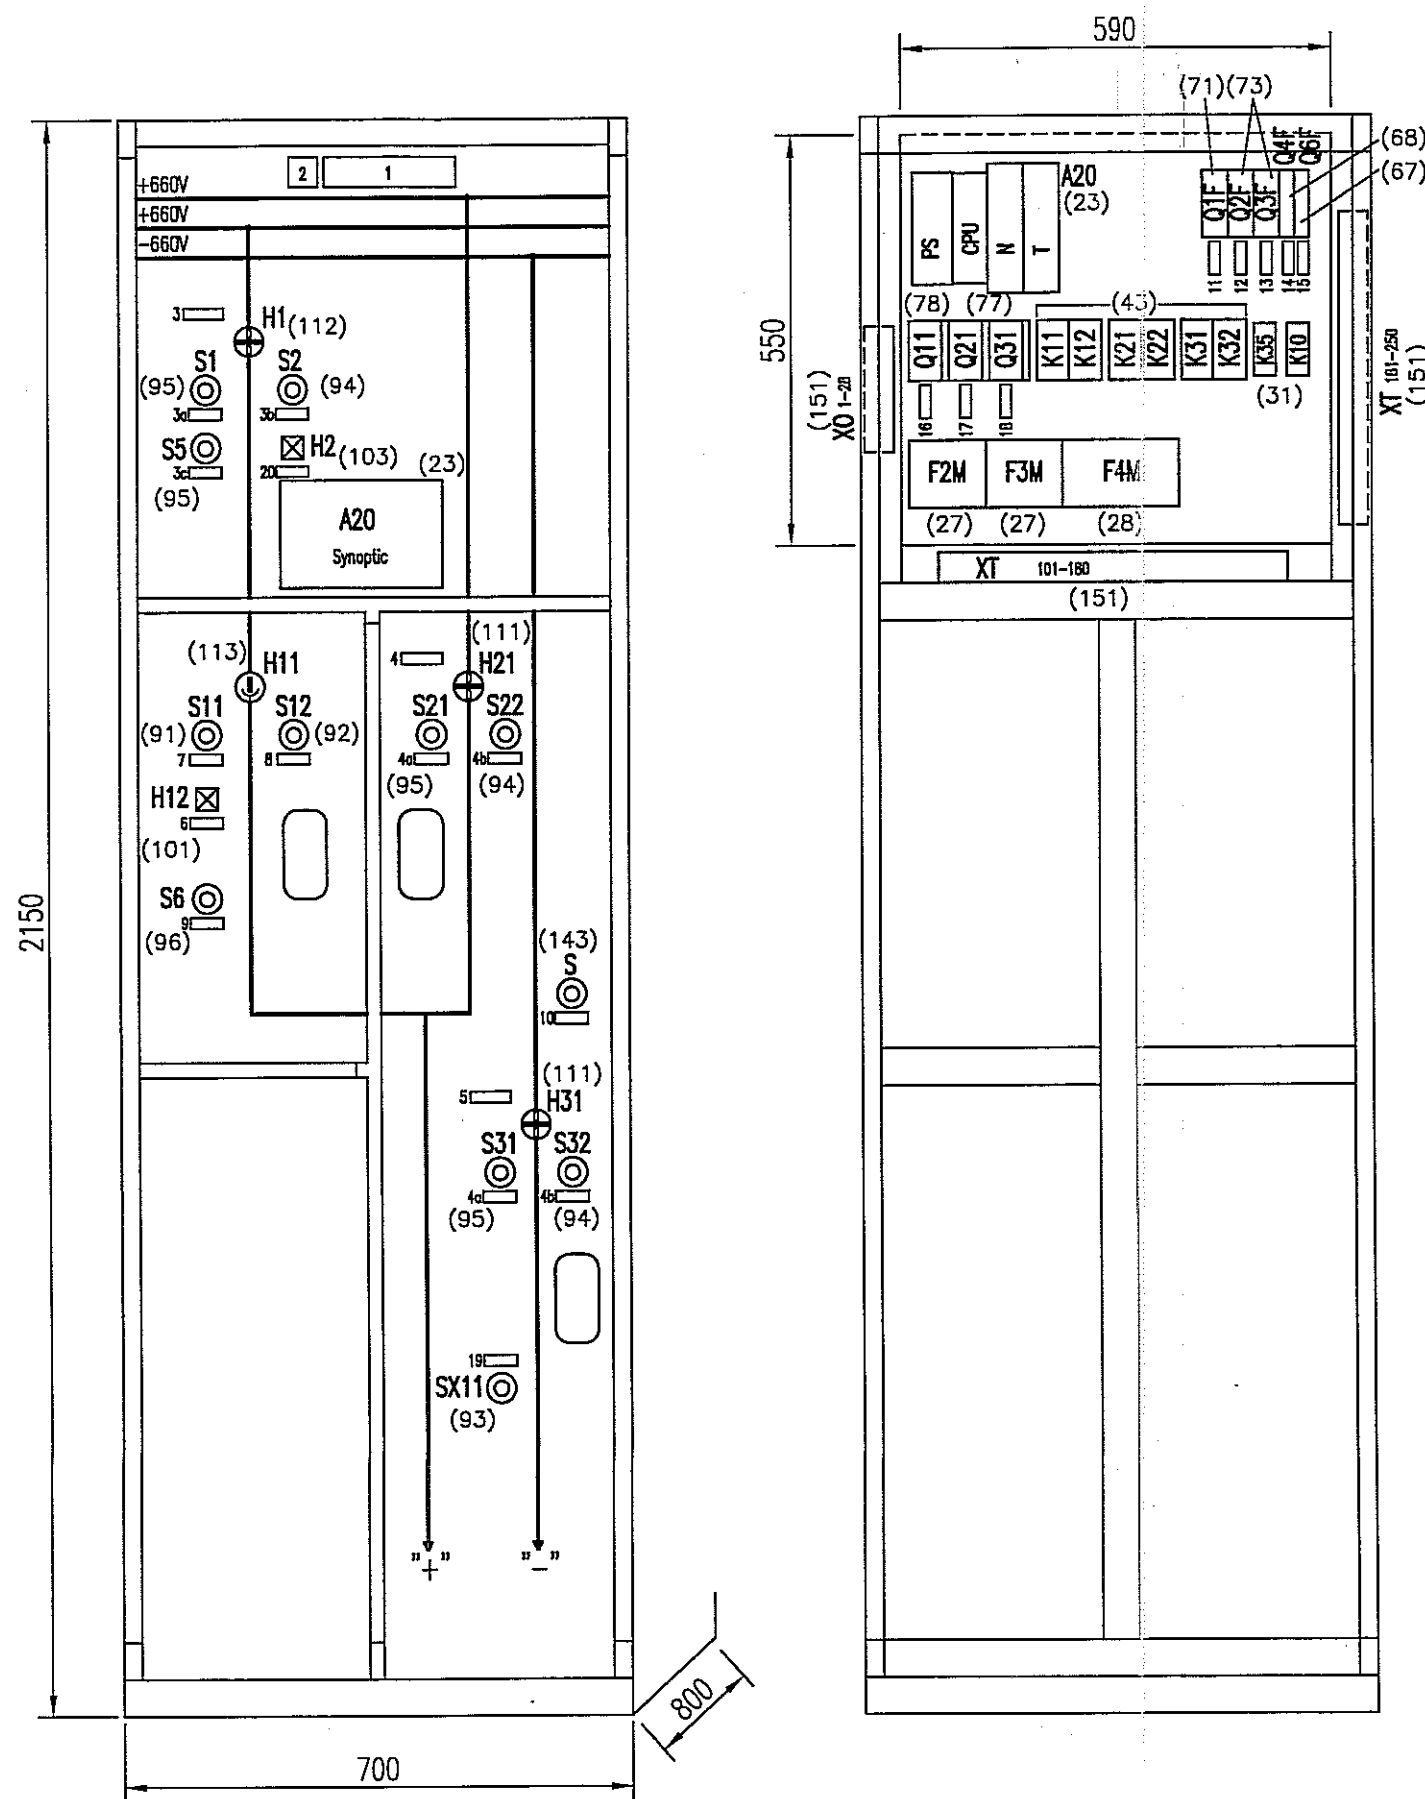 2 1
+660V
+660V
-660V
3
H1 (112)
S1 S2
(95) (94)
3a 3b
S5 H2 (103)
3c 20
(95) (23)
A20
Synoptic
(111)
(113) H11 4 H21
S11 S12 S21 S22
(91) (92)
7 8 4a 4b
(95) (94)
H12
6
(101)
S6
9
(96)
(143)
S
10
(111)
5 H31
S31 S32
4a 4b
(95) (94)
19
SX11
(93)
"+" "-"
2150
700
800
590
(71)(73)
Q4F
Q6F
(68)
(67)
A20
(23)
PS CPU N T
Q1F Q2F Q3F
11 12 13 14 15
(78) (77) (43)
Q11 Q21 Q31 K11 K12 K21 K22 K31 K32 K35 K10
(31)
16 17 18
F2M F3M F4M
(27) (27) (28)
550
(151)
XO 1-28
XT 181-250
(151)
XT 101-180
(151)